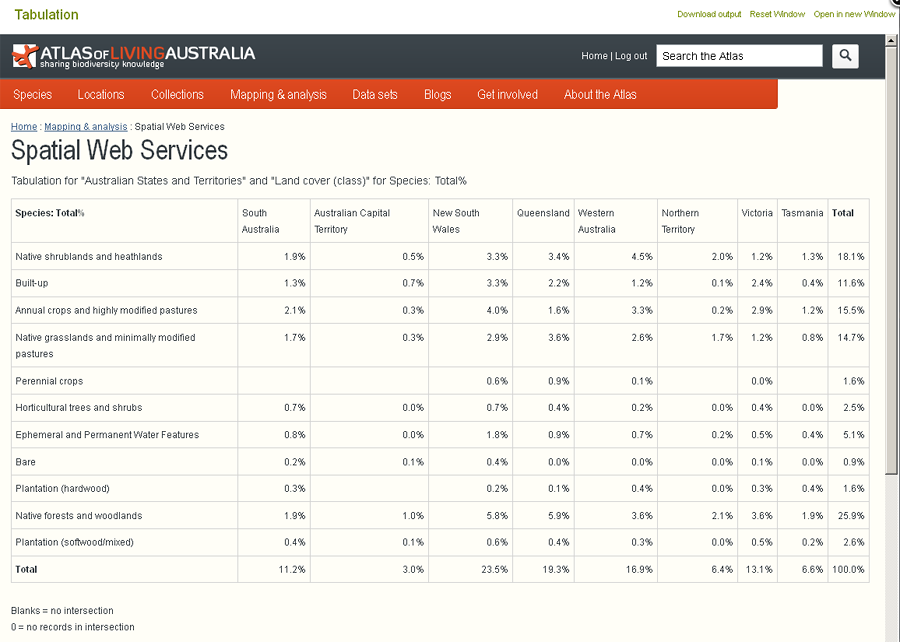 Tabulation
Download output Reset Window Open in new Window
ATLAS OF LIVING AUSTRALIA
sharing biodiversity knowledge
Home | Log out Search the Atlas
Species Locations Collections Mapping & analysis Data sets Blogs Get involved About the Atlas
Home : Mapping & analysis : Spatial Web Services
Spatial Web Services
Tabulation for "Australian States and Territories" and "Land cover (class)" for Species: Total%
Species: Total% South Australia Australian Capital Territory New South Wales Queensland Western Australia Northern Territory Victoria Tasmania Total
Native shrublands and heathlands 1.9% 0.5% 3.3% 3.4% 4.5% 2.0% 1.2% 1.3% 18.1%
Built-up 1.3% 0.7% 3.3% 2.2% 1.2% 0.1% 2.4% 0.4% 11.6%
Annual crops and highly modified pastures 2.1% 0.3% 4.0% 1.6% 3.3% 0.2% 2.9% 1.2% 15.5%
Native grasslands and minimally modified pastures 1.7% 0.3% 2.9% 3.6% 2.6% 1.7% 1.2% 0.8% 14.7%
Perennial crops 0.6% 0.9% 0.1% 0.0% 1.6%
Horticultural trees and shrubs 0.7% 0.0% 0.7% 0.4% 0.2% 0.0% 0.4% 0.0% 2.5%
Ephemeral and Permanent Water Features 0.8% 0.0% 1.8% 0.9% 0.7% 0.2% 0.5% 0.4% 5.1%
Bare 0.2% 0.1% 0.4% 0.0% 0.0% 0.0% 0.1% 0.0% 0.9%
Plantation (hardwood) 0.3% 0.2% 0.1% 0.4% 0.0% 0.3% 0.4% 1.6%
Native forests and woodlands 1.9% 1.0% 5.8% 5.9% 3.6% 2.1% 3.6% 1.9% 25.9%
Plantation (softwood/mixed) 0.4% 0.1% 0.6% 0.4% 0.3% 0.0% 0.5% 0.2% 2.6%
Total 11.2% 3.0% 23.5% 19.3% 16.9% 6.4% 13.1% 6.6% 100.0%
Blanks = no intersection
0 = no records in intersection